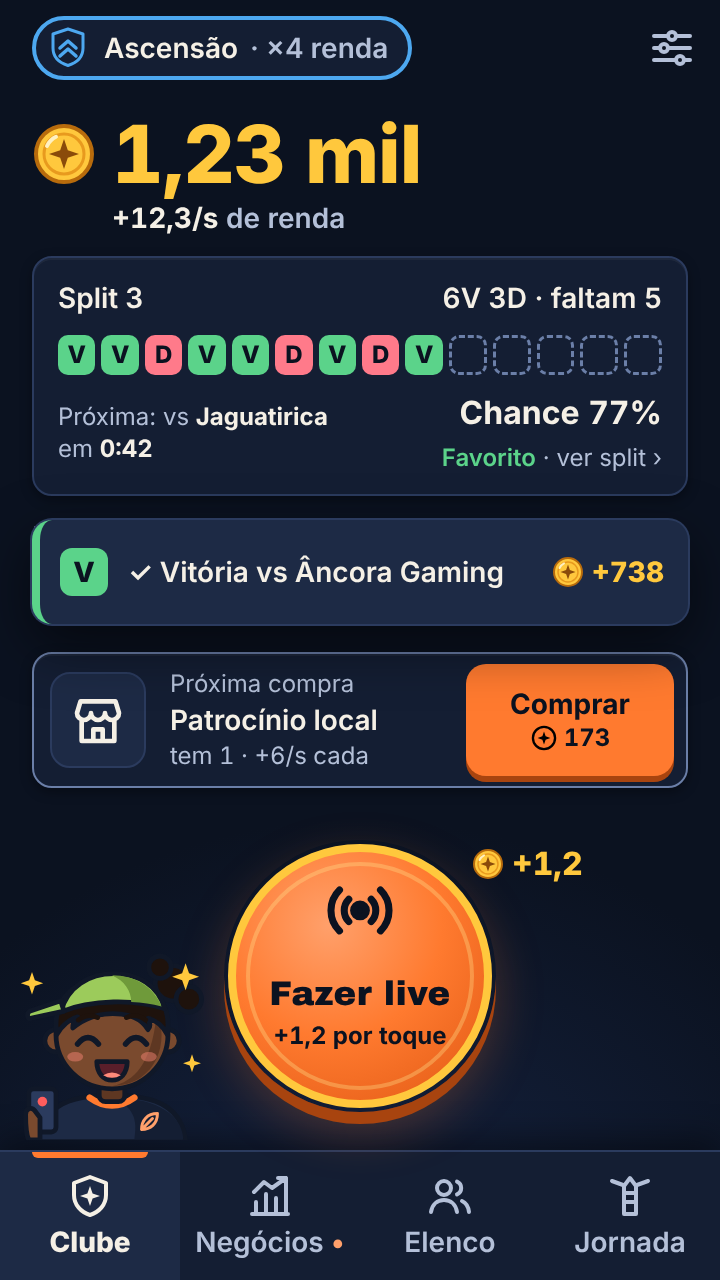 Ascensão · ×4 renda
1,23 mil
+12,3/s de renda
Split 3
6V 3D · faltam 5
V V D V V D V D V
Próxima: vs Jaguatirica
em 0:42
Chance 77%
Favorito · ver split ›
V ✓ Vitória vs Âncora Gaming +738
Próxima compra
Patrocínio local
tem 1 · +6/s cada
Comprar
173
+1,2
Fazer live
+1,2 por toque
Clube
Negócios
Elenco
Jornada